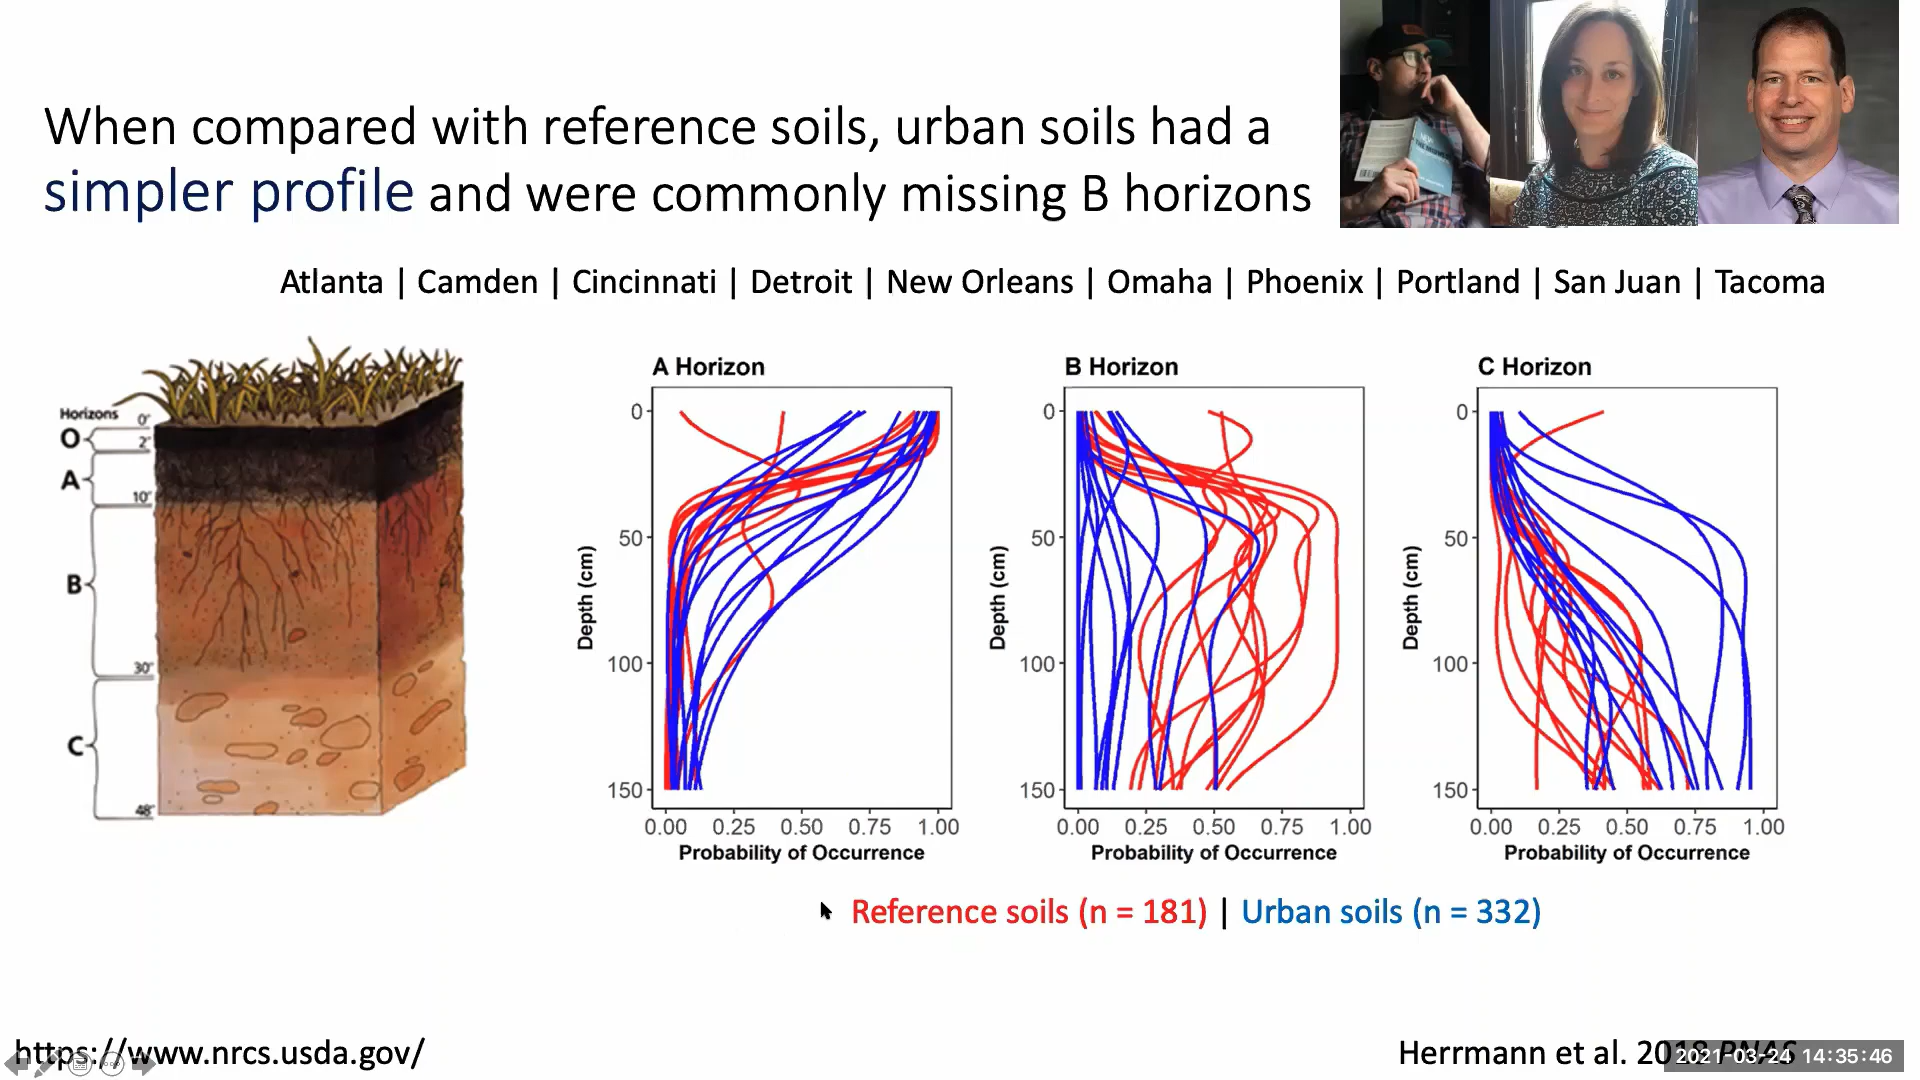 When compared with reference soils, urban soils had a
simpler profile and were commonly missing B horizons
Atlanta | Camden | Cincinnati | Detroit | New Orleans | Omaha | Phoenix | Portland | San Juan | Tacoma
Horizons
0"
O
2"
A
10"
B
30"
C
48"
A Horizon
0
50
100
150
Depth (cm)
0.00 0.25 0.50 0.75 1.00
Probability of Occurrence
B Horizon
0
50
100
150
Depth (cm)
0.00 0.25 0.50 0.75 1.00
Probability of Occurrence
C Horizon
0
50
100
150
Depth (cm)
0.00 0.25 0.50 0.75 1.00
Probability of Occurrence
Reference soils (n = 181) | Urban soils (n = 332)
https://www.nrcs.usda.gov/
Herrmann et al. 2018 PNAS
2021-03-24 14:35:46